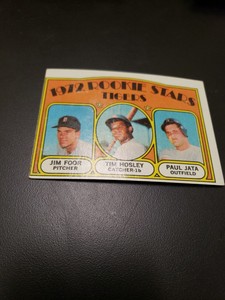 1972 ROOKIE STARS
TIGERS
JIM FOOR
PITCHER
TIM HOSLEY
CATCHER-1B
PAUL JATA
OUTFIELD